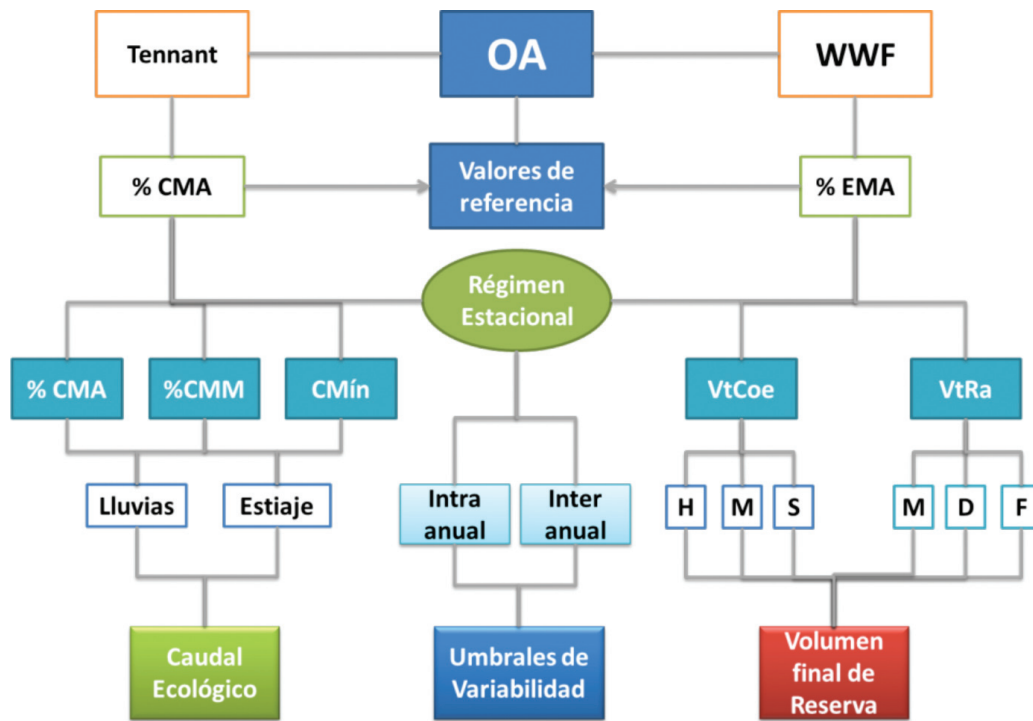 Tennant
OA
WWF
% CMA
Valores de
referencia
% EMA
Régimen
Estacional
% CMA
%CMM
CMín
VtCoe
VtRa
Lluvias
Estiaje
Intra
anual
Inter
anual
H
M
S
M
D
F
Caudal
Ecológico
Umbrales de
Variabilidad
Volumen
final de
Reserva